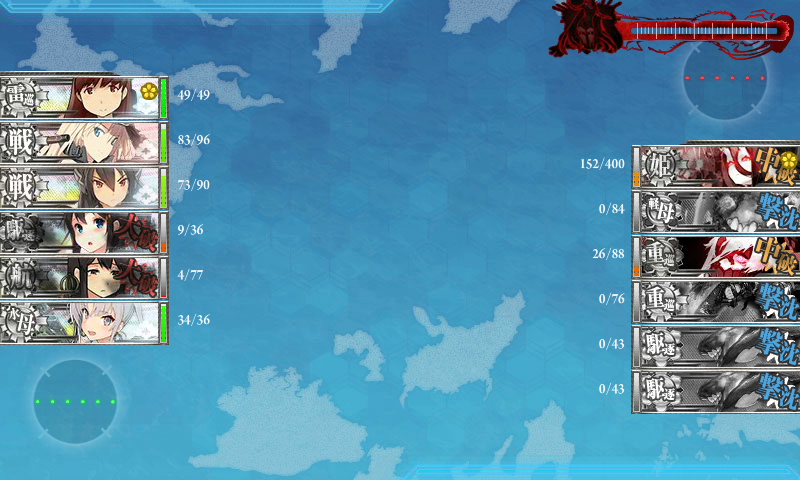 雷巡
49/49
戦
83/96
戦
73/90
駆逐
大破
9/36
航
大破
4/77
水母
34/36
姫
中破
152/400
軽母
撃沈
0/84
重巡
中破
26/88
重巡
撃沈
0/76
駆逐
撃沈
0/43
駆逐
撃沈
0/43